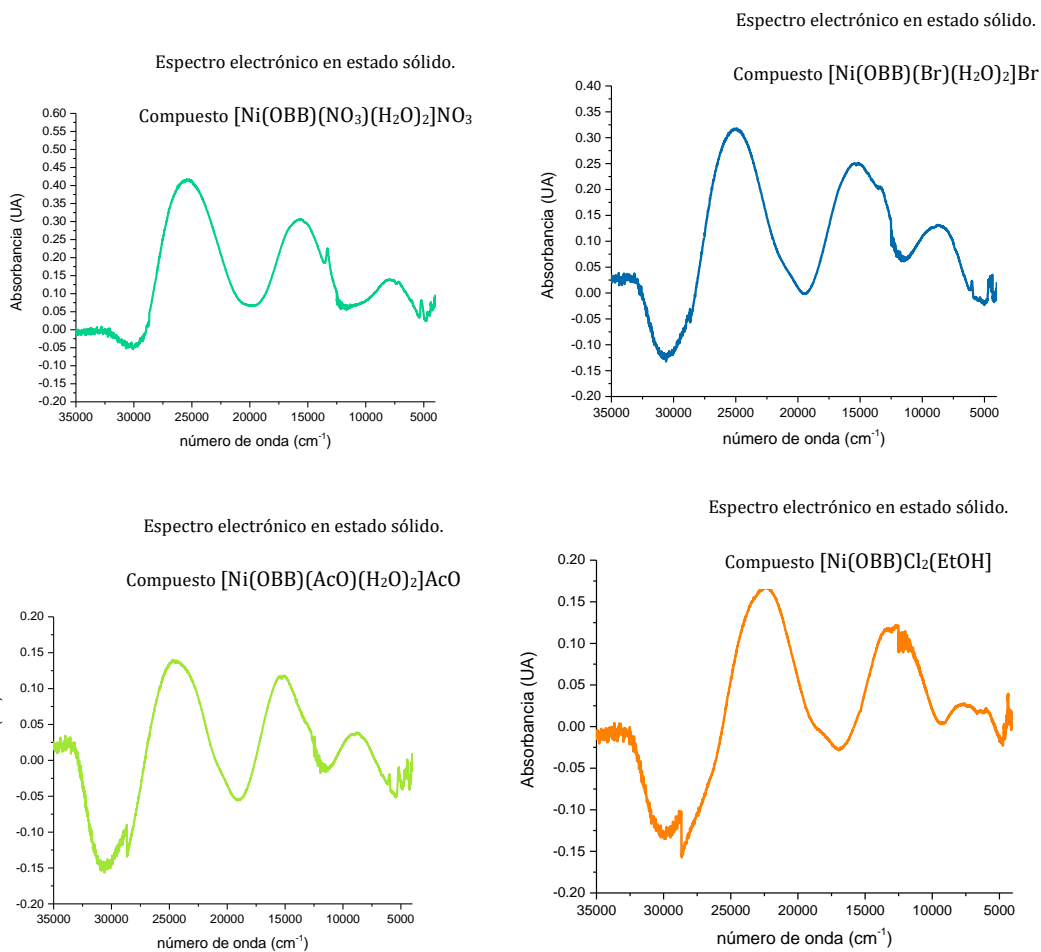 Espectro electrónico en estado sólido.
Compuesto [Ni(OBB)(NO₃)(H₂O)₂]NO₃
0.60
0.55
0.50
0.45
0.40
0.35
0.30
0.25
0.20
0.15
0.10
0.05
0.00
-0.05
-0.10
-0.15
-0.20
Absorbancia (UA)
35000 30000 25000 20000 15000 10000 5000
número de onda (cm⁻¹)
Espectro electrónico en estado sólido.
Compuesto [Ni(OBB)(Br)(H₂O)₂]Br
0.40
0.35
0.30
0.25
0.20
0.15
0.10
0.05
0.00
-0.05
-0.10
-0.15
-0.20
Absorbancia (UA)
35000 30000 25000 20000 15000 10000 5000
número de onda (cm⁻¹)
Espectro electrónico en estado sólido.
Compuesto [Ni(OBB)(AcO)(H₂O)₂]AcO
0.20
0.15
0.10
0.05
0.00
-0.05
-0.10
-0.15
-0.20
35000 30000 25000 20000 15000 10000 5000
número de onda (cm⁻¹)
Espectro electrónico en estado sólido.
Compuesto [Ni(OBB)Cl₂(EtOH]
0.20
0.15
0.10
0.05
0.00
-0.05
-0.10
-0.15
-0.20
Absorbancia (UA)
35000 30000 25000 20000 15000 10000 5000
número de onda (cm⁻¹)